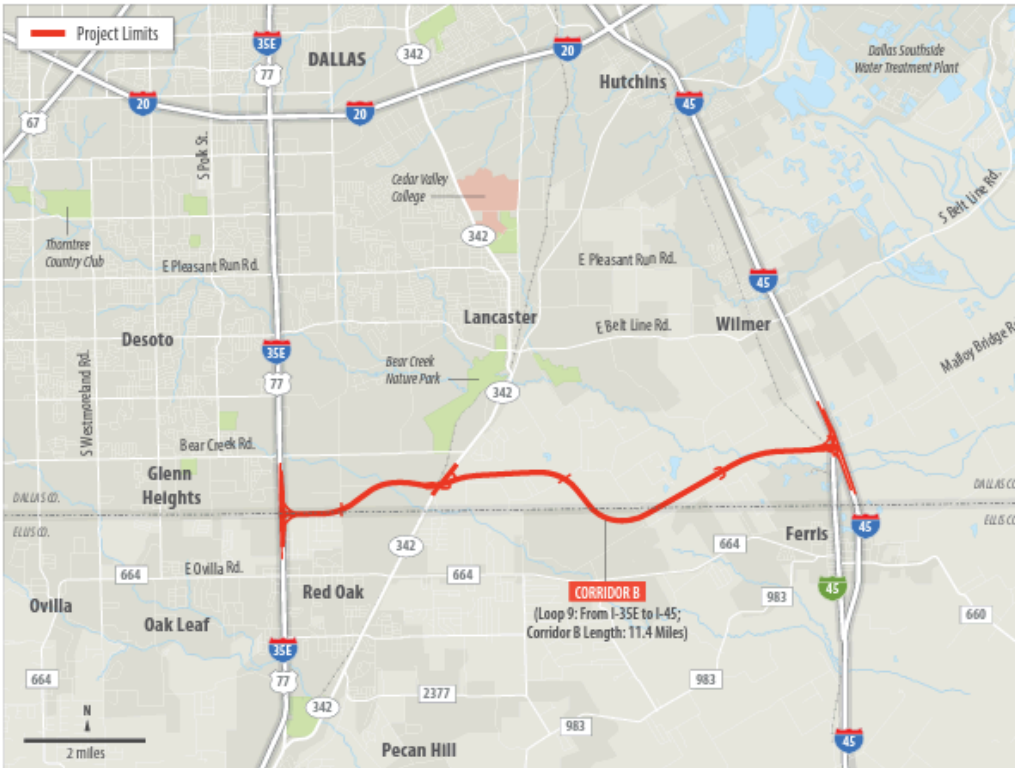 Project Limits
35E
77
DALLAS
342
20
Hutchins
Dallas Southside
Water Treatment Plant
20
20
45
67
S Polk St.
Cedar Valley
College
S Belt Line Rd.
342
Thorntree
Country Club
E Pleasant Run Rd.
E Pleasant Run Rd.
45
Lancaster
E Belt Line Rd.
Wilmer
Desoto
35E
77
Malloy Bridge R
Bear Creek
Nature Park
342
S Westmoreland Rd.
Bear Creek Rd.
Glenn
Heights
DALLAS CO.
DALLAS CO
ELLIS CO.
ELLIS CO
45
Ferris
342
664
664
E Ovilla Rd.
664
Red Oak
CORRIDOR B
(Loop 9: From I-35E to I-45;
Corridor B Length: 11.4 Miles)
45
983
660
Ovilla
Oak Leaf
35E
77
664
983
2377
342
983
N
2 miles
Pecan Hill
45